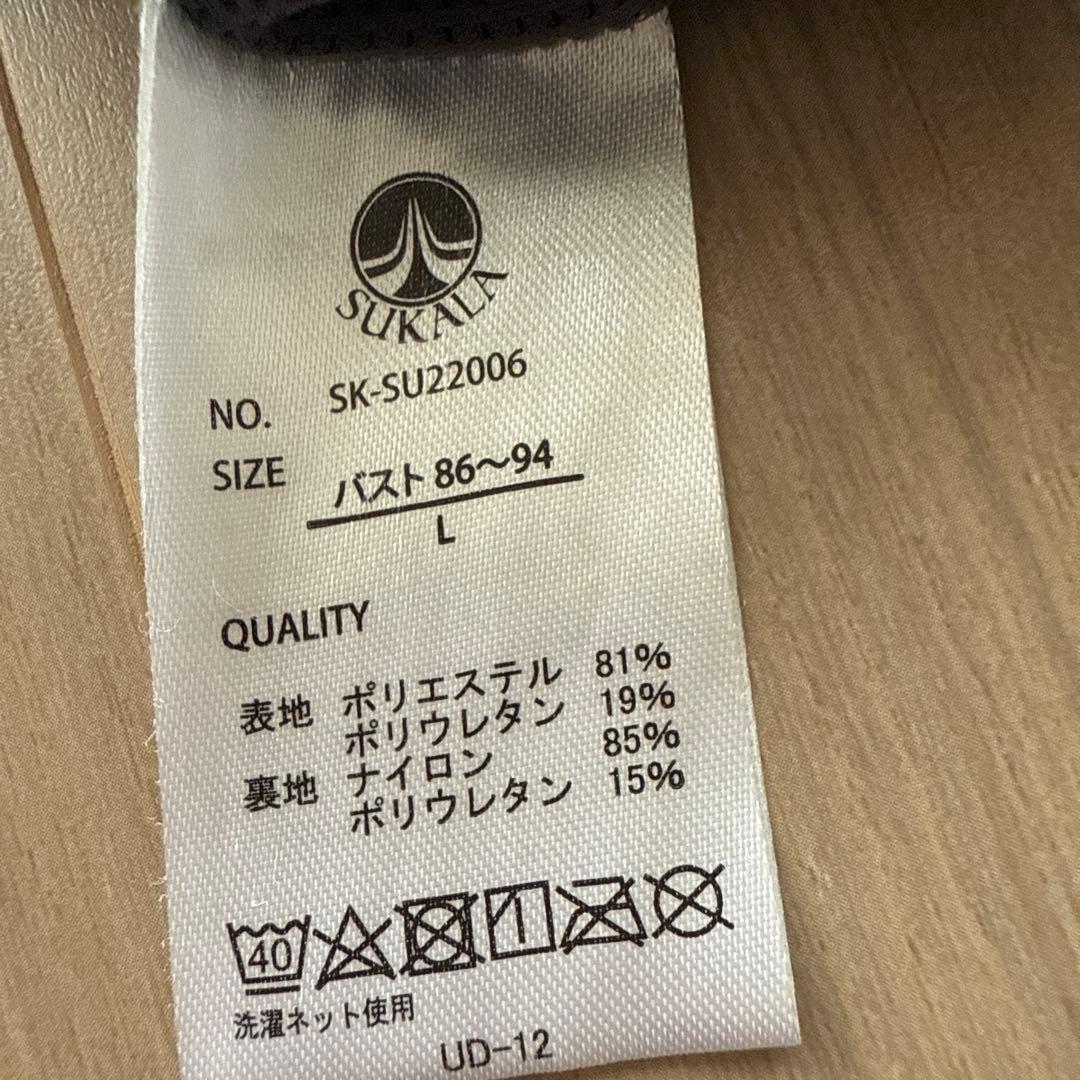 SUKALA
NO. SK-SU22006
SIZE バスト 86～94
L
QUALITY
表地 ポリエステル 81%
ポリウレタン 19%
裏地 ナイロン 85%
ポリウレタン 15%
40
洗濯ネット使用
UD-12